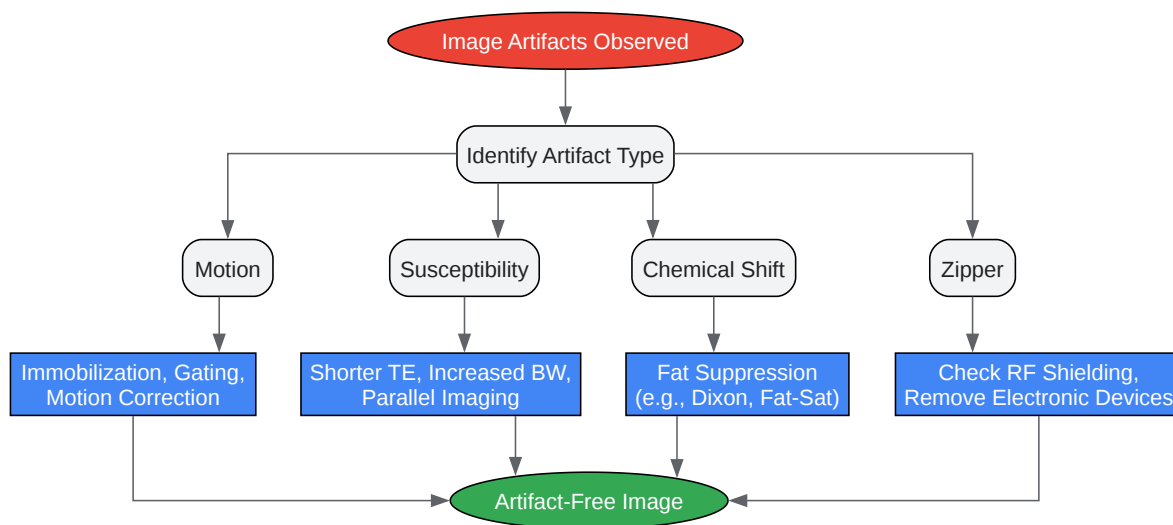 Image Artifacts Observed
Identify Artifact Type
Motion
Susceptibility
Chemical Shift
Zipper
Immobilization, Gating,
Motion Correction
Shorter TE, Increased BW,
Parallel Imaging
Fat Suppression
(e.g., Dixon, Fat-Sat)
Check RF Shielding,
Remove Electronic Devices
Artifact-Free Image